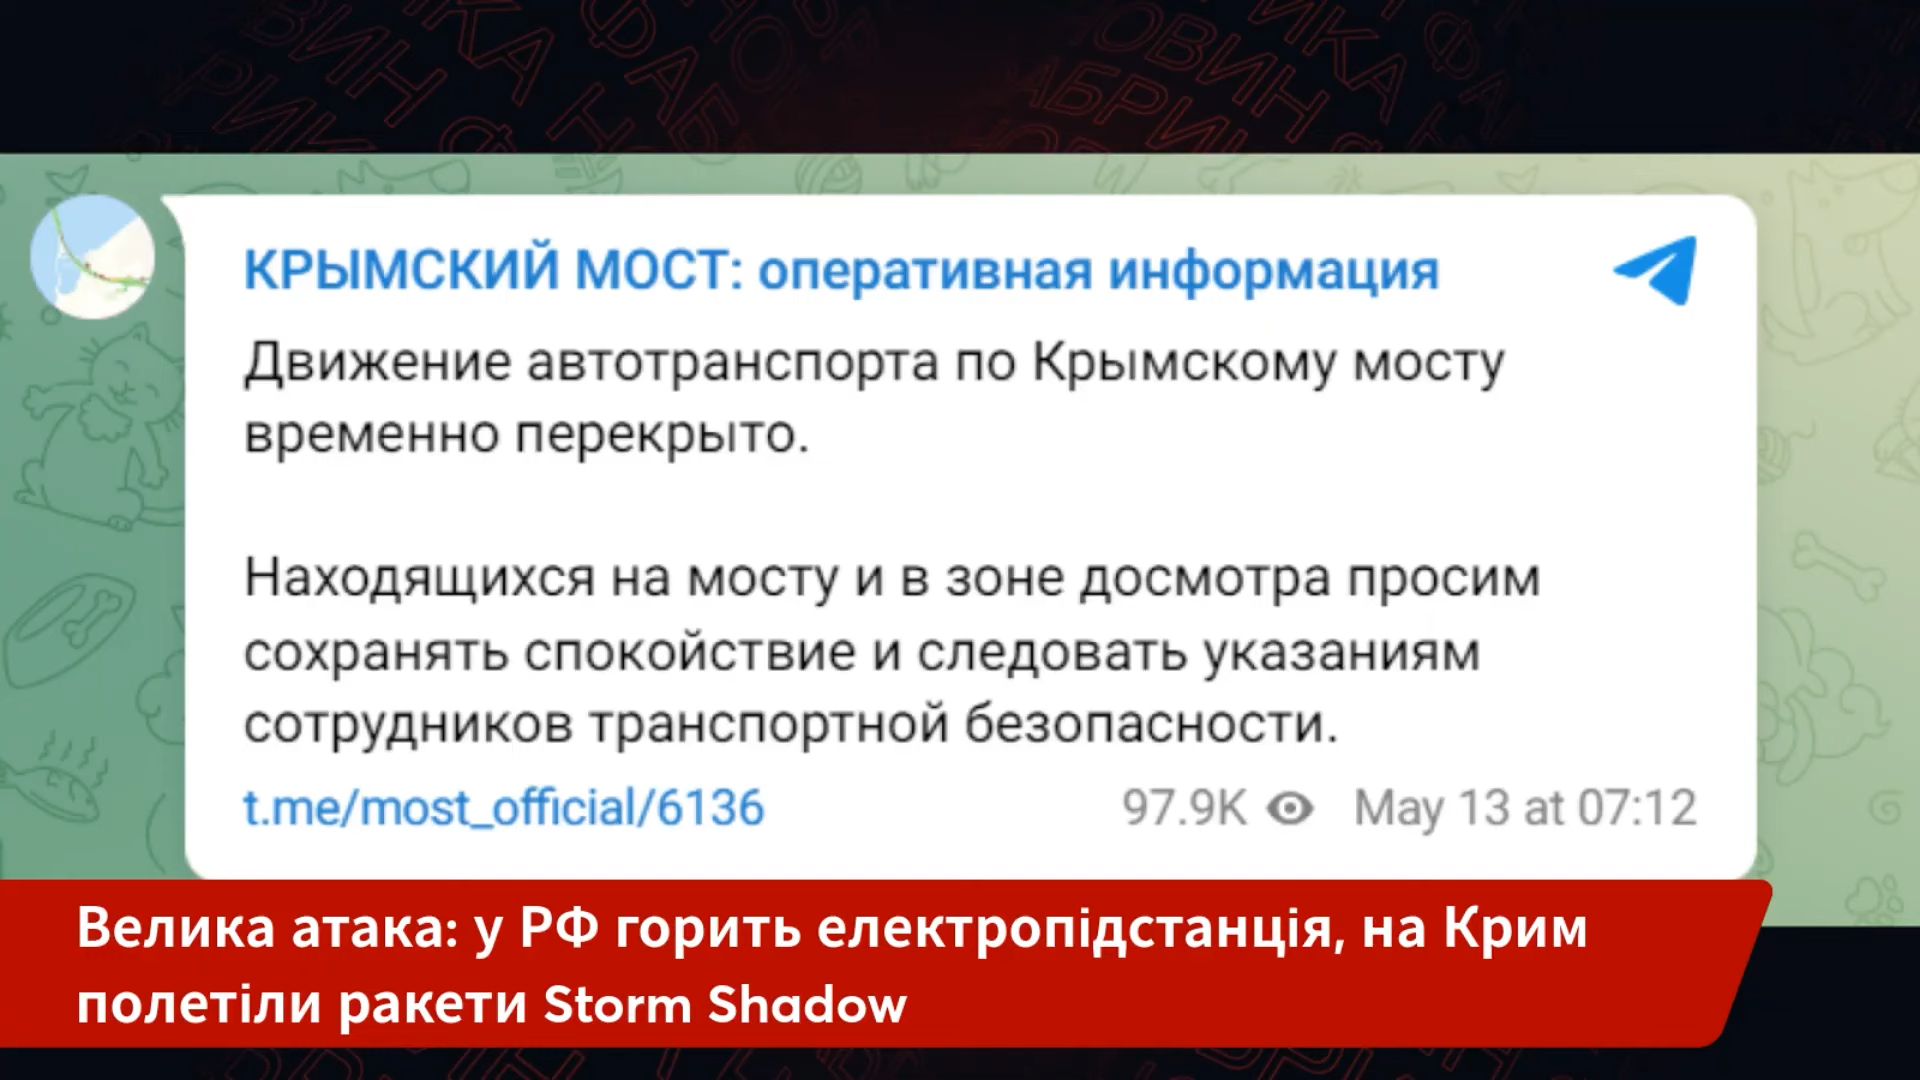 КРЫМСКИЙ МОСТ: оперативная информация
Движение автотранспорта по Крымскому мосту
временно перекрыто.
Находящихся на мосту и в зоне досмотра просим
сохранять спокойствие и следовать указаниям
сотрудников транспортной безопасности.
t.me/most_official/6136 97.9K May 13 at 07:12
Велика атака: у РФ горить електропідстанція, на Крим
полетіли ракети Storm Shadow